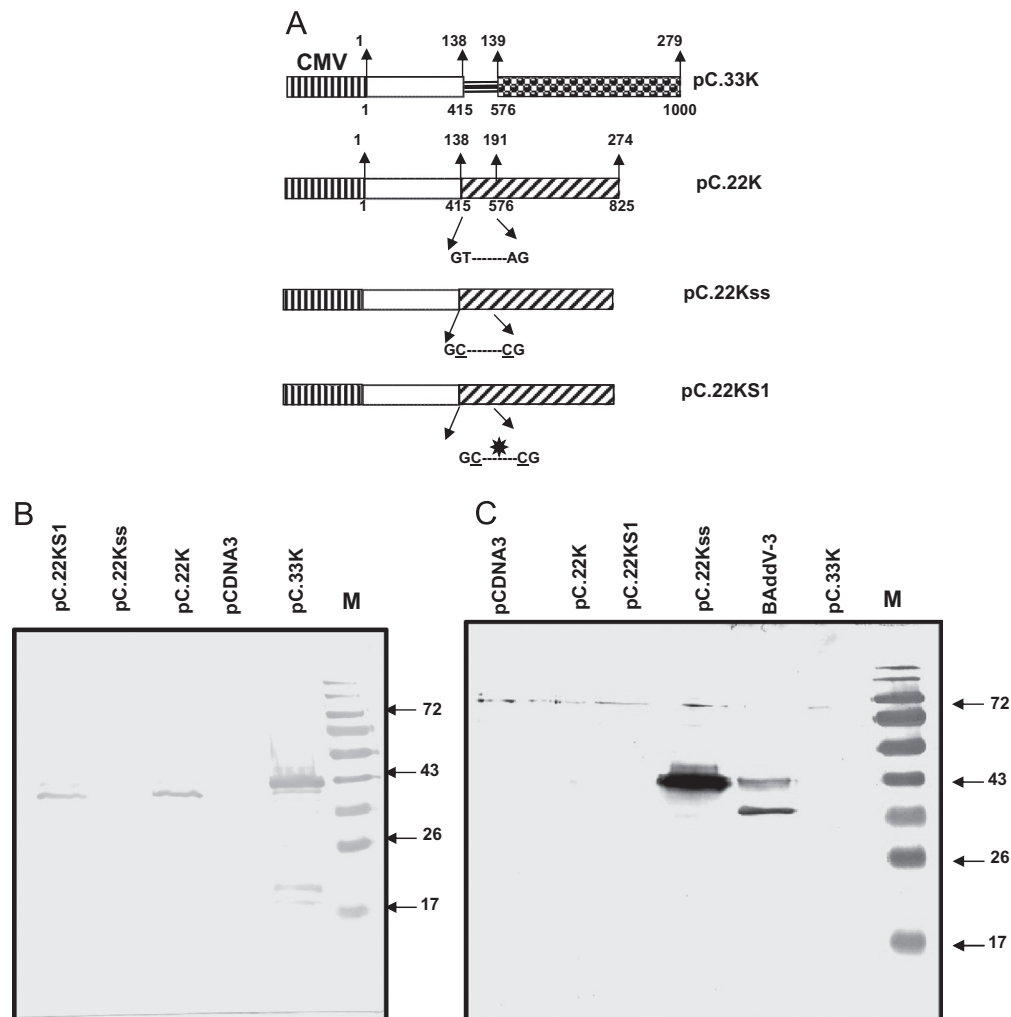 A
1 138 139 279
CMV
pC.33K
1 415 576 1000
1 138 191 274
pC.22K
1 415 576 825
GT-------AG
pC.22Kss
GC-------CG
pC.22KS1
GC-------CG
B
pC.22KS1
pC.22Kss
pC.22K
pCDNA3
pC.33K
M
72
43
26
17
C
pCDNA3
pC.22K
pC.22KS1
pC.22Kss
BAddV-3
pC.33K
M
72
43
26
17